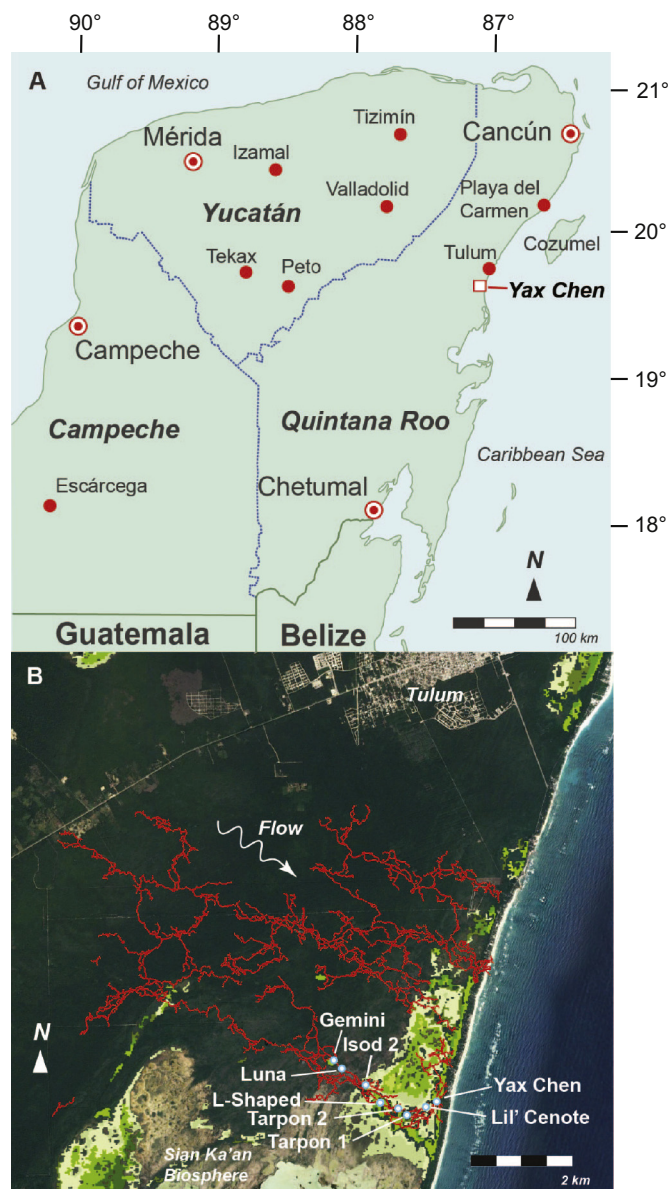 90°
89°
88°
87°
A
Gulf of Mexico
21°
Tizimín
Mérida
Cancún
Izamal
Valladolid
Playa del
Carmen
Yucatán
20°
Cozumel
Tulum
Tekax
Peto
Yax Chen
Campeche
19°
Campeche
Quintana Roo
Caribbean Sea
Escárcega
Chetumal
18°
N
Guatemala
Belize
100 km
B
Tulum
Flow
N
Gemini
Isod 2
Luna
L-Shaped
Yax Chen
Tarpon 2
Lil' Cenote
Tarpon 1
Sian Ka'an
Biosphere
2 km